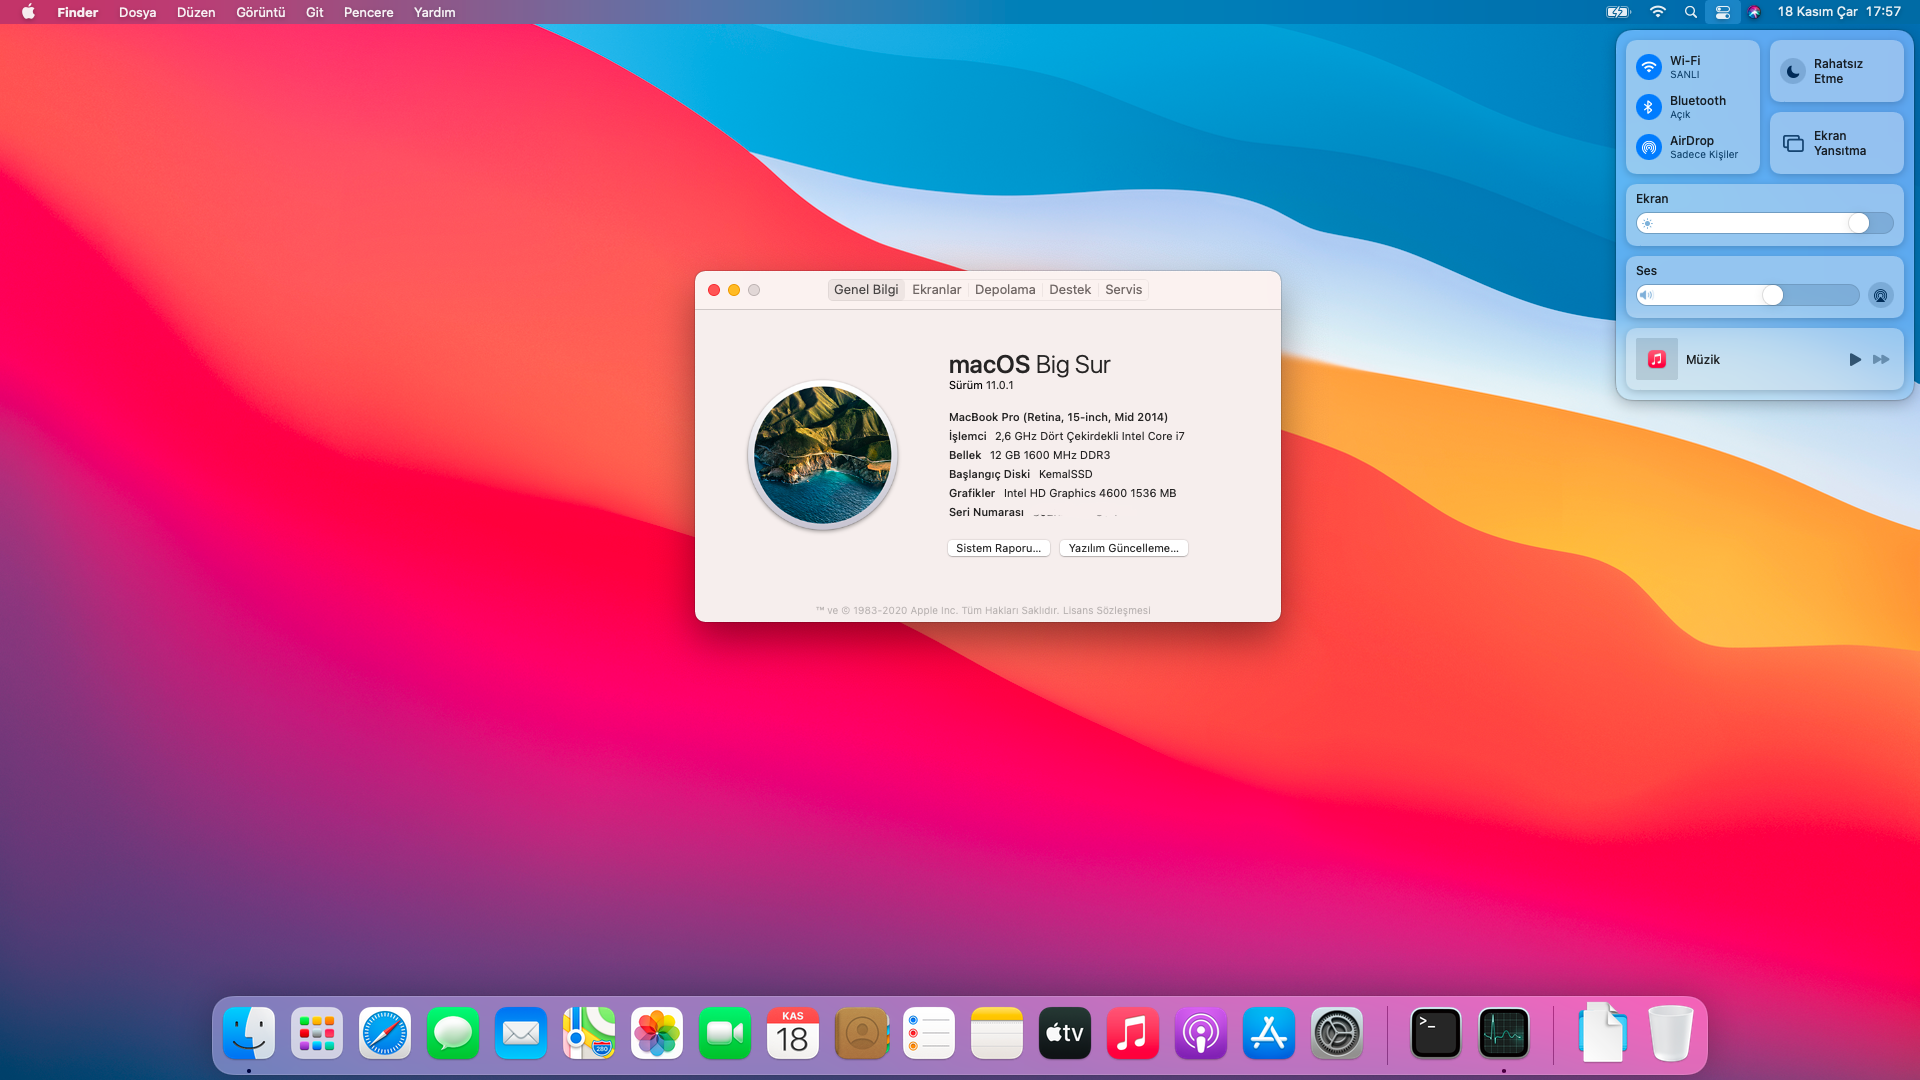 Finder Dosya Düzen Görüntü Git Pencere Yardım
18 Kasım Çar 17:57
Wi-Fi
SANLI
Bluetooth
Açık
AirDrop
Sadece Kişiler
Rahatsız
Etme
Ekran
Yansıtma
Ekran
Ses
Müzik
Genel Bilgi Ekranlar Depolama Destek Servis
macOS Big Sur
Sürüm 11.0.1
MacBook Pro (Retina, 15-inch, Mid 2014)
İşlemci 2,6 GHz Dört Çekirdekli Intel Core i7
Bellek 12 GB 1600 MHz DDR3
Başlangıç Diski KemalSSD
Grafikler Intel HD Graphics 4600 1536 MB
Seri Numarası
Sistem Raporu... Yazılım Güncelleme...
™ ve © 1983-2020 Apple Inc. Tüm Hakları Saklıdır. Lisans Sözleşmesi
280
KAS
18
tv
>_